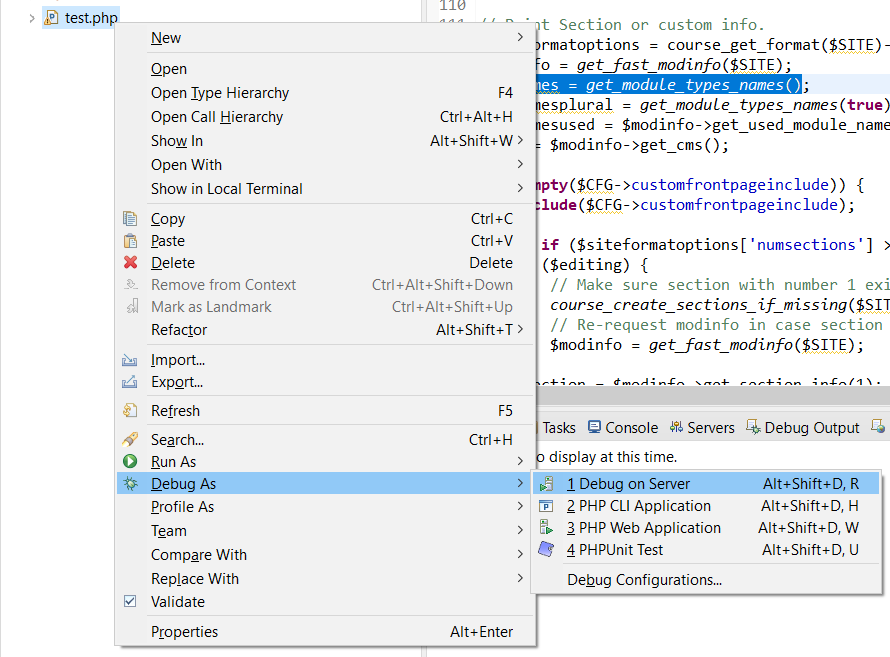 test.php
New
Open
Open Type Hierarchy F4
Open Call Hierarchy Ctrl+Alt+H
Show In Alt+Shift+W
Open With
Show in Local Terminal
Copy Ctrl+C
Paste Ctrl+V
Delete Delete
Remove from Context Ctrl+Alt+Shift+Down
Mark as Landmark Ctrl+Alt+Shift+Up
Refactor Alt+Shift+T
Import...
Export...
Refresh F5
Search... Ctrl+H
Run As
Debug As
Profile As
Team
Compare With
Replace With
Validate
Properties Alt+Enter
110
// Section or custom info.
formatoptions = course_get_format($SITE)-
fo = get_fast_modinfo($SITE);
mes = get_module_types_names();
mesplural = get_module_types_names(true)
mesused = $modinfo->get_used_module_name
= $modinfo->get_cms();
mpty($CFG->customfrontpageinclude)) {
clude($CFG->customfrontpageinclude);
if ($siteformatoptions['numsections'] >
($editing) {
// Make sure section with number 1 exi
course_create_sections_if_missing($SIT
// Re-request modinfo in case section
$modinfo = get_fast_modinfo($SITE);
ection = $modinfo->get_section_info(1);
Tasks Console Servers Debug Output
o display at this time.
1 Debug on Server Alt+Shift+D, R
2 PHP CLI Application Alt+Shift+D, H
3 PHP Web Application Alt+Shift+D, W
4 PHPUnit Test Alt+Shift+D, U
Debug Configurations...